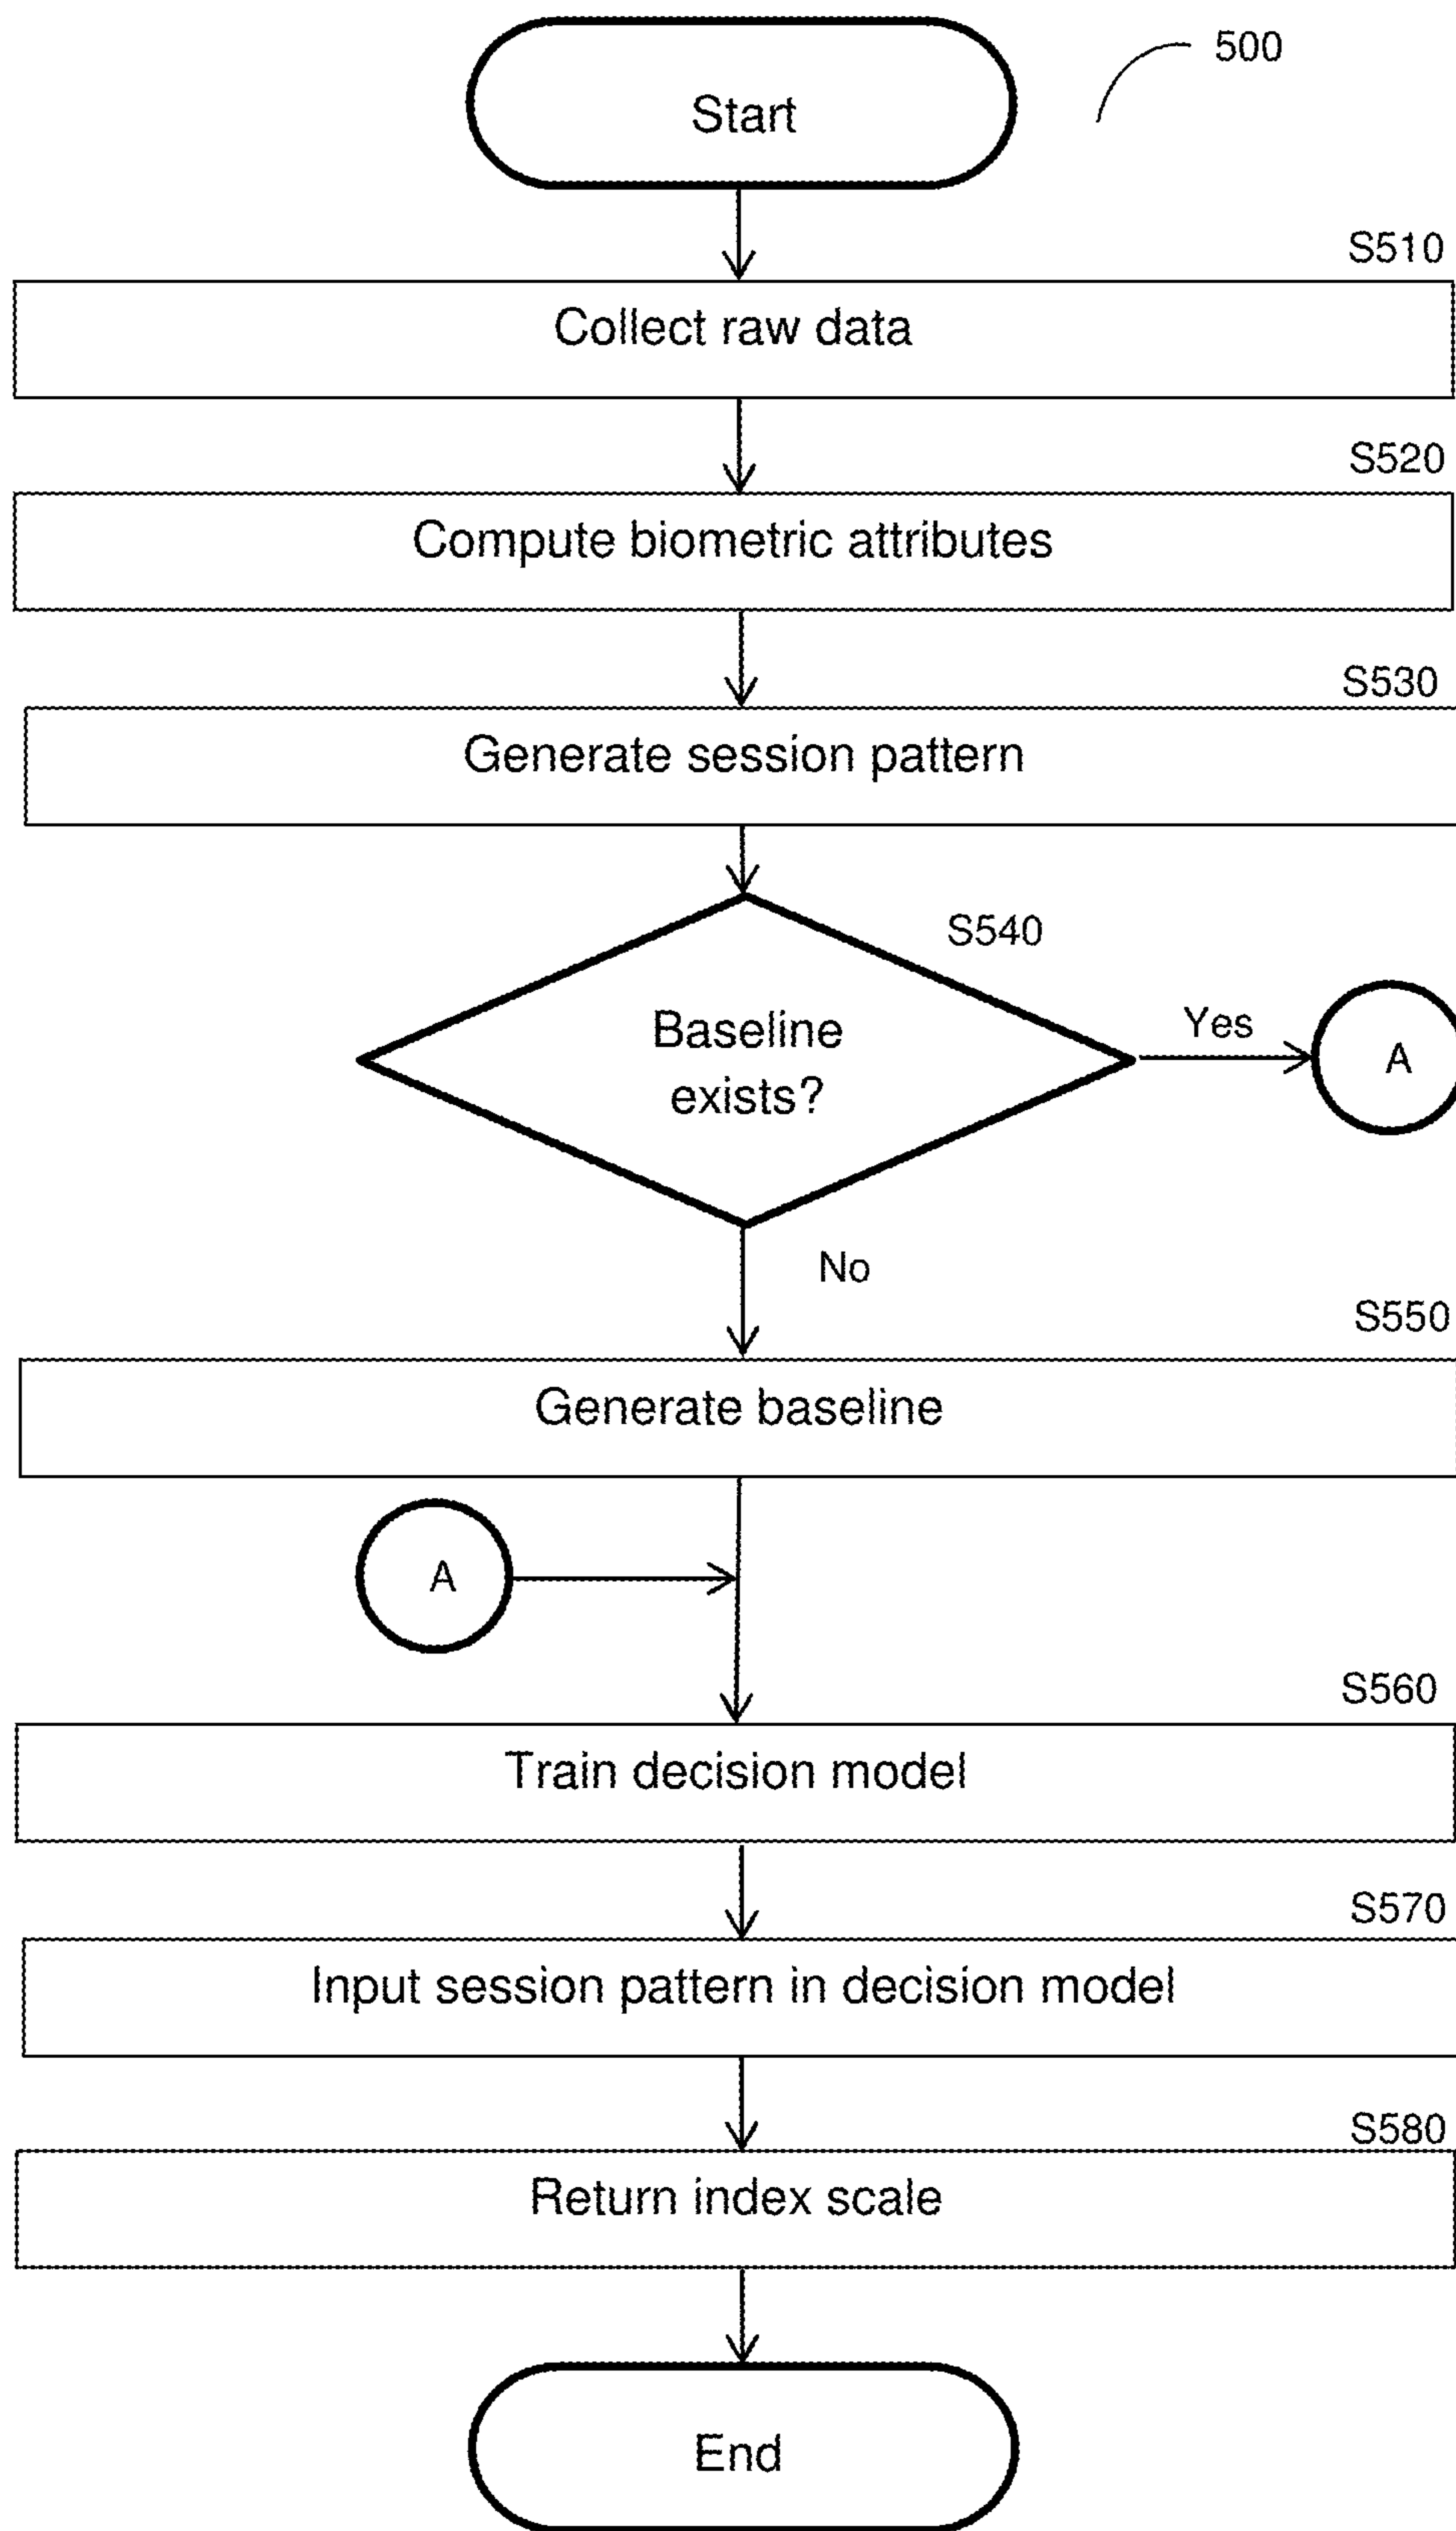 Start
500
S510
Collect raw data
S520
Compute biometric attributes
S530
Generate session pattern
S540
Baseline
exists?
Yes
A
No
S550
Generate baseline
A
S560
Train decision model
S570
Input session pattern in decision model
S580
Return index scale
End